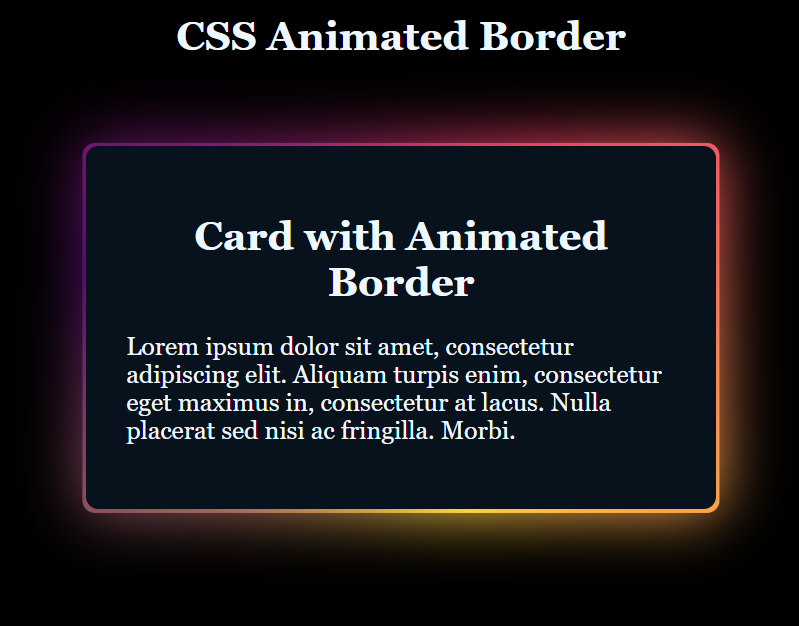 CSS Animated Border
Card with Animated
Border
Lorem ipsum dolor sit amet, consectetur
adipiscing elit. Aliquam turpis enim, consectetur
eget maximus in, consectetur at lacus. Nulla
placerat sed nisi ac fringilla. Morbi.